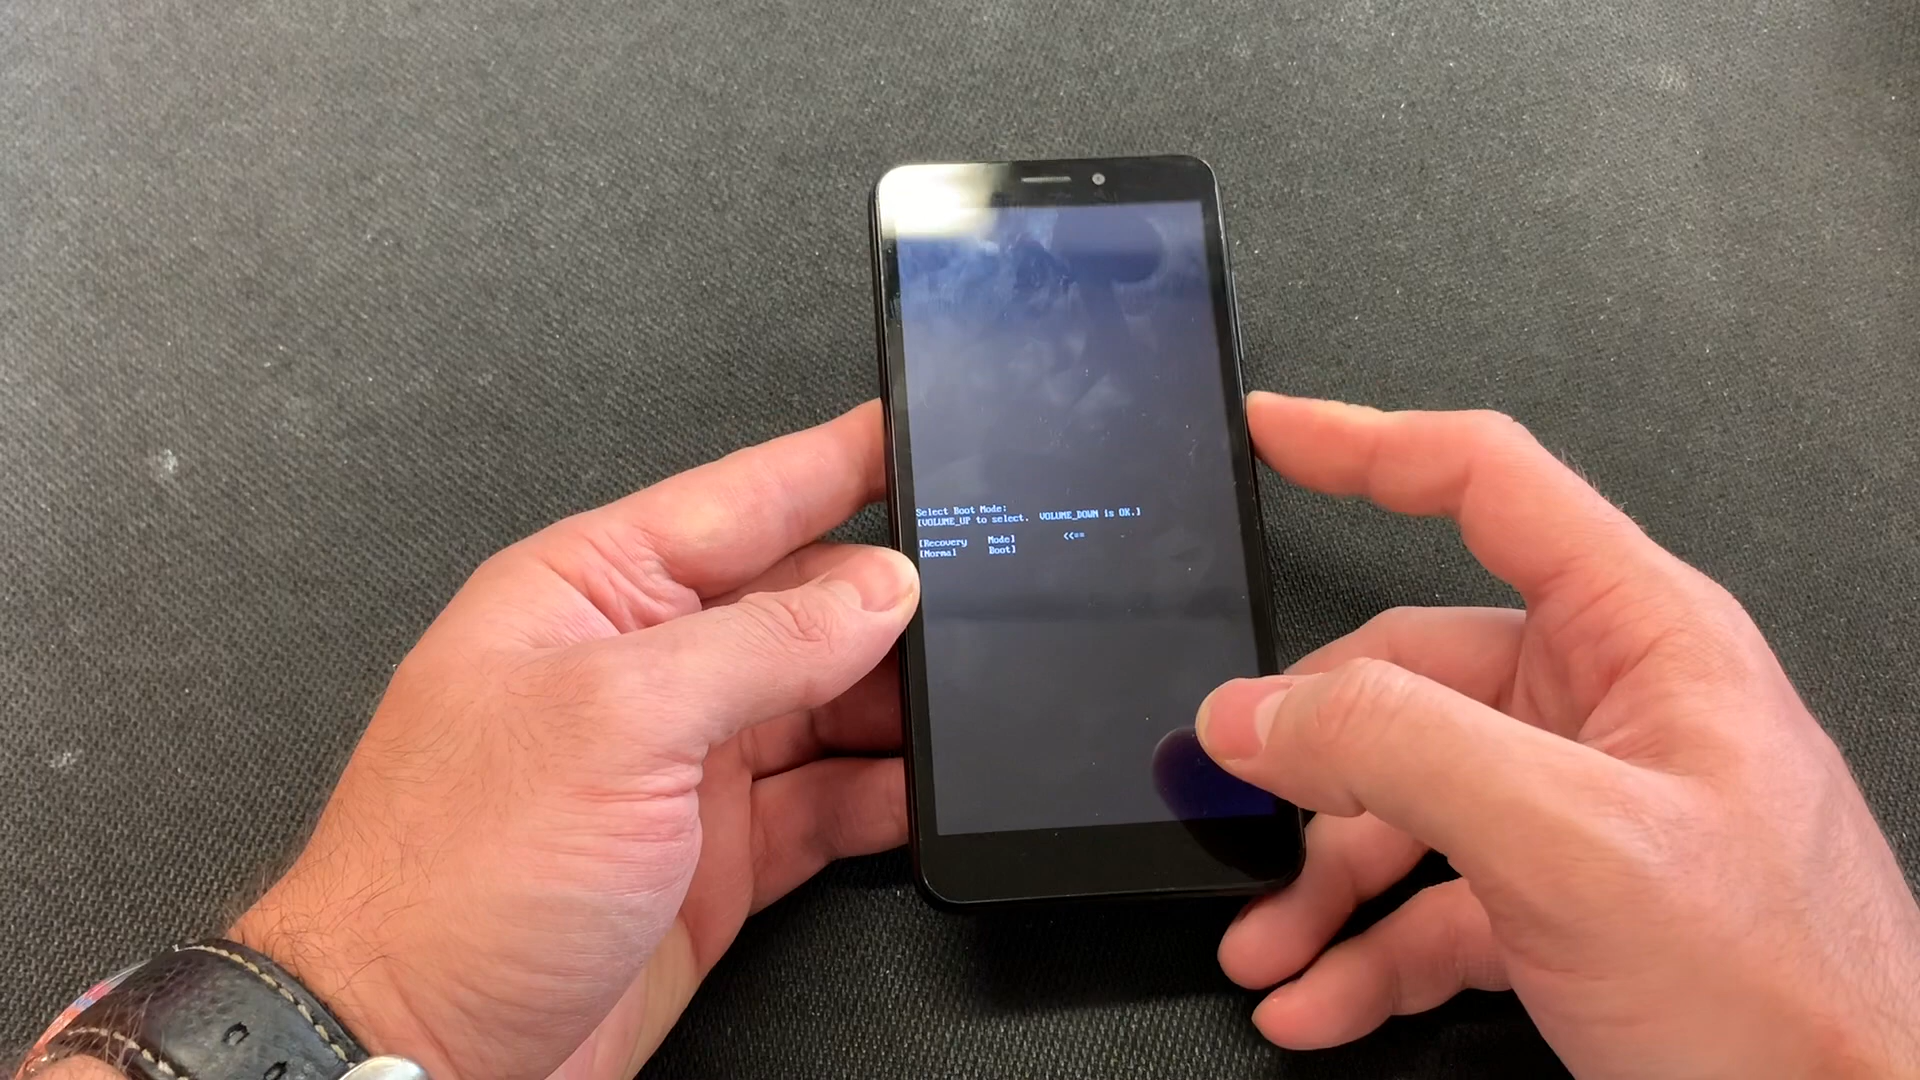 Select Boot Mode:
[VOLUME_UP to select.  VOLUME_DOWN is OK.]
[Recovery    Mode]        <<==
[Normal      Boot]